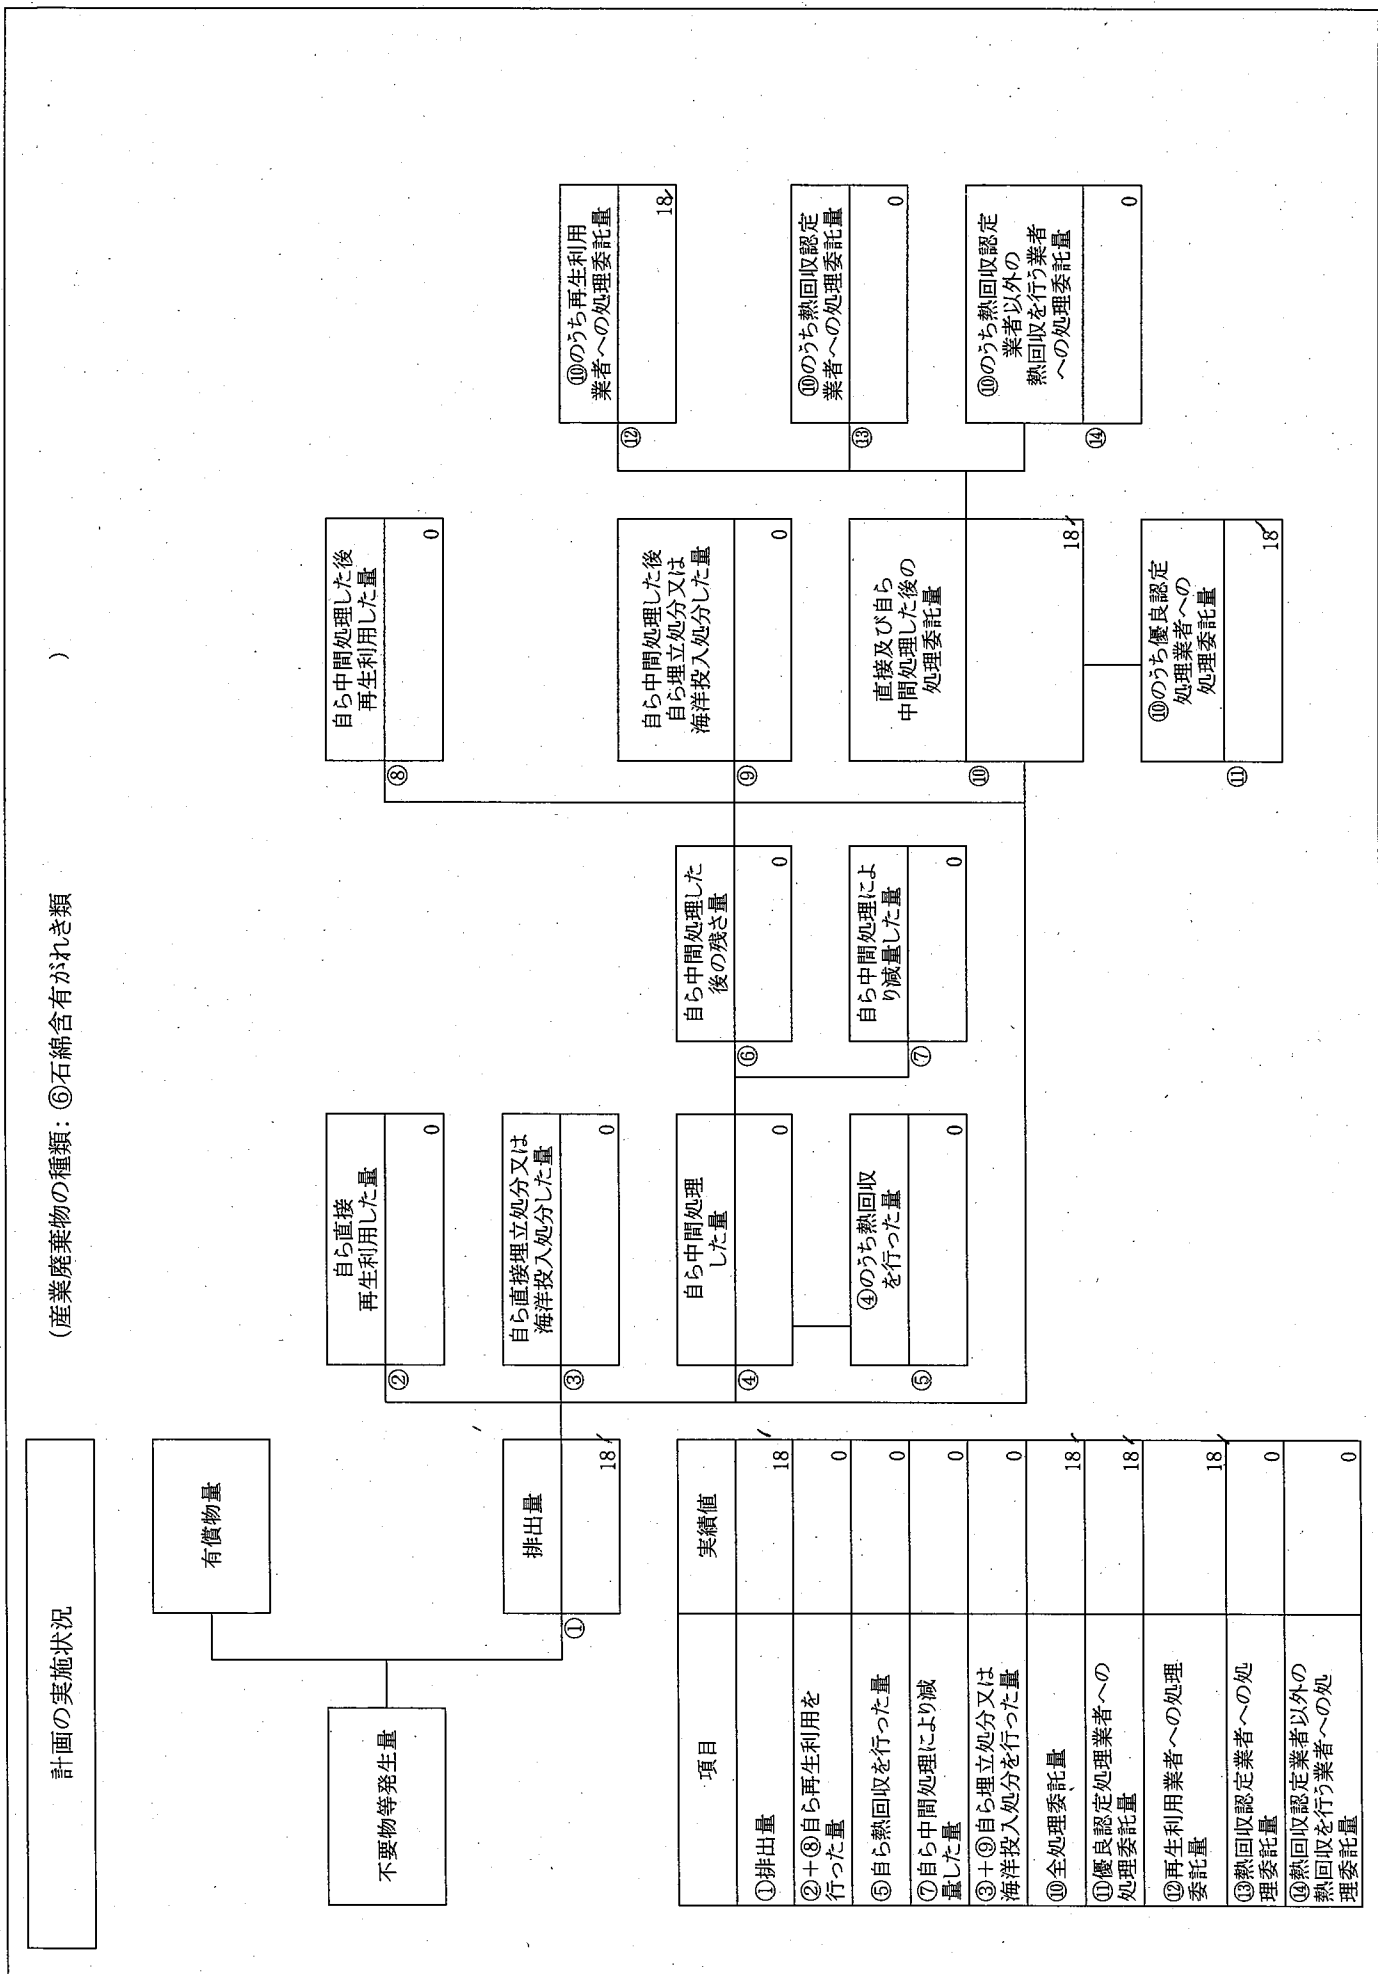 計画の実施状況
(産業廃棄物の種類:⑥石綿含有がれき類
)
不要物等発生量
有償物量
排出量
①
18
②
自ら直接
再生利用した量
0
③
自ら直接埋立処分又は
海洋投入処分した量
0
④
自ら中間処理
した量
0
⑤
④のうち熱回収
を行った量
0
⑥
自ら中間処理した
後の残さ量
0
⑦
自ら中間処理によ
り減量した量
0
⑧
自ら中間処理した後
再生利用した量
0
⑨
自ら中間処理した後
自ら埋立処分又は
海洋投入処分した量
0
⑩
直接及び自ら
中間処理した後の
処理委託量
18
⑪
⑩のうち優良認定
処理業者への
処理委託量
18
⑫
⑩のうち再生利用
業者への処理委託量
18
⑬
⑩のうち熱回収認定
業者への処理委託量
0
⑭
⑩のうち熱回収認定
業者以外の
熱回収を行う業者
への処理委託量
0
項目 実績値
①排出量 18
②+⑧自ら再生利用を
行った量 0
⑤自ら熱回収を行った量 0
⑦自ら中間処理により減
量した量 0
③+⑨自ら埋立処分又は
海洋投入処分を行った量 0
⑩全処理委託量 18
⑪優良認定処理業者への
処理委託量 18
⑫再生利用業者への処理
委託量 18
⑬熱回収認定業者への処
理委託量 0
⑭熱回収認定業者以外の
熱回収を行う業者への処
理委託量 0